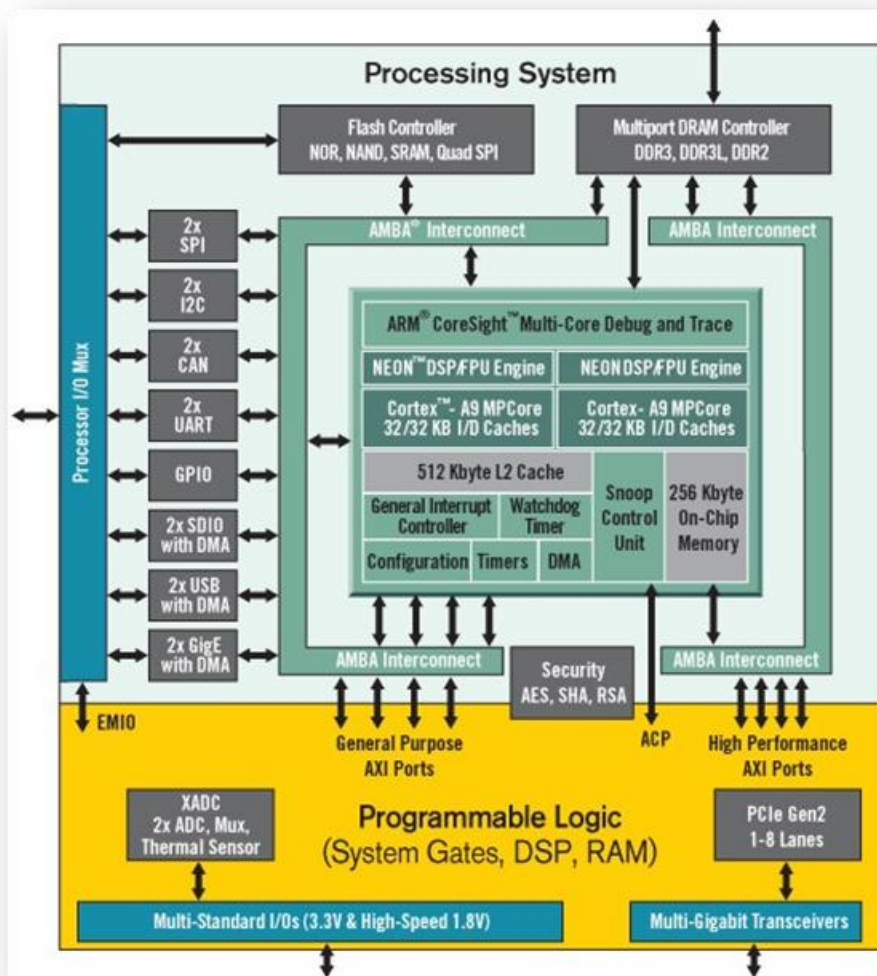 Processing System
Flash Controller
NOR, NAND, SRAM, Quad SPI
Multiport DRAM Controller
DDR3, DDR3L, DDR2
Processor I/O Mux
2x
SPI
2x
I2C
2x
CAN
2x
UART
GPIO
2x SDIO
with DMA
2x USB
with DMA
2x GigE
with DMA
AMBA® Interconnect
AMBA Interconnect
ARM® CoreSight™ Multi-Core Debug and Trace
NEON™ DSP/FPU Engine
NEON DSP/FPU Engine
Cortex™- A9 MPCore
32/32 KB I/D Caches
Cortex- A9 MPCore
32/32 KB I/D Caches
512 Kbyte L2 Cache
General Interrupt
Controller
Watchdog
Timer
Configuration
Timers
DMA
Snoop
Control
Unit
256 Kbyte
On-Chip
Memory
AMBA Interconnect
Security
AES, SHA, RSA
AMBA Interconnect
EMIO
General Purpose
AXI Ports
ACP
High Performance
AXI Ports
XADC
2x ADC, Mux,
Thermal Sensor
Programmable Logic
(System Gates, DSP, RAM)
PCIe Gen2
1-8 Lanes
Multi-Standard I/Os (3.3V & High-Speed 1.8V)
Multi-Gigabit Transceivers